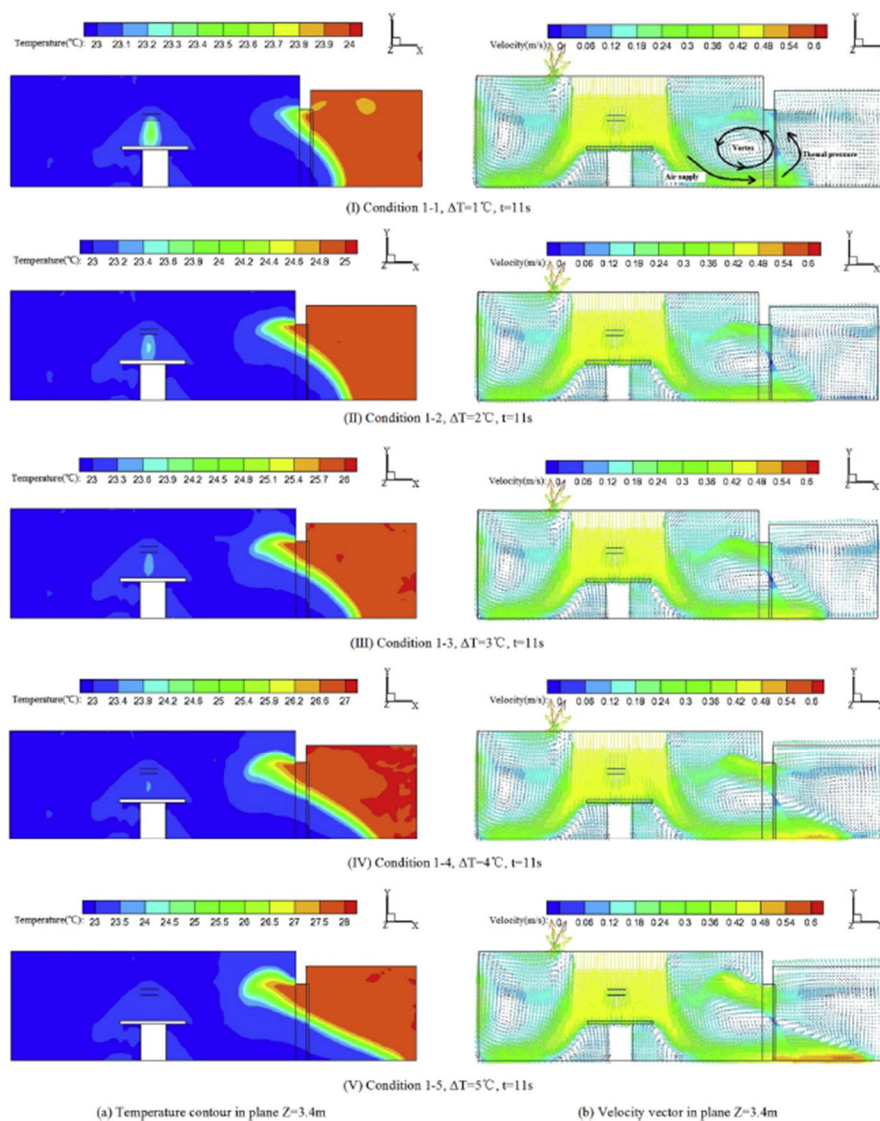 Temperature(℃): 23 23.1 23.2 23.3 23.4 23.5 23.6 23.7 23.8 23.9 24
Y
Z X
Velocity(m/s): 0 0.06 0.12 0.18 0.24 0.3 0.36 0.42 0.48 0.54 0.6
Y
Z X
Vortex
Thermal pressure
Air supply
(I) Condition 1-1, ΔT=1℃, t=11s
Temperature(℃): 23 23.2 23.4 23.6 23.8 24 24.2 24.4 24.6 24.8 25
Y
Z X
Velocity(m/s): 0 0.06 0.12 0.18 0.24 0.3 0.36 0.42 0.48 0.54 0.6
Y
Z X
(II) Condition 1-2, ΔT=2℃, t=11s
Temperature(℃): 23 23.3 23.6 23.9 24.2 24.5 24.8 25.1 25.4 25.7 26
Y
Z X
Velocity(m/s): 0 0.06 0.12 0.18 0.24 0.3 0.36 0.42 0.48 0.54 0.6
Y
Z X
(III) Condition 1-3, ΔT=3℃, t=11s
Temperature(℃): 23 23.4 23.8 24.2 24.6 25 25.4 25.8 26.2 26.6 27
Y
Z X
Velocity(m/s): 0 0.06 0.12 0.18 0.24 0.3 0.36 0.42 0.48 0.54 0.6
Y
Z X
(IV) Condition 1-4, ΔT=4℃, t=11s
Temperature(℃): 23 23.5 24 24.5 25 25.5 26 26.5 27 27.5 28
Y
Z X
Velocity(m/s): 0 0.06 0.12 0.18 0.24 0.3 0.36 0.42 0.48 0.54 0.6
Y
Z X
(V) Condition 1-5, ΔT=5℃, t=11s
(a) Temperature contour in plane Z=3.4m
(b) Velocity vector in plane Z=3.4m